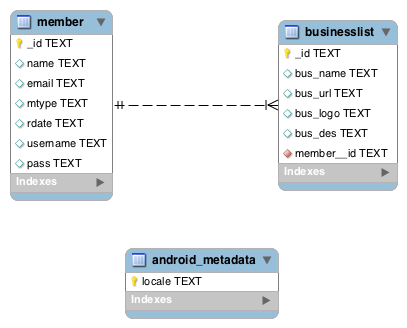 member
_id TEXT
name TEXT
email TEXT
mtype TEXT
rdate TEXT
username TEXT
pass TEXT
Indexes
businesslist
_id TEXT
bus_name TEXT
bus_url TEXT
bus_logo TEXT
bus_des TEXT
member__id TEXT
Indexes
android_metadata
locale TEXT
Indexes